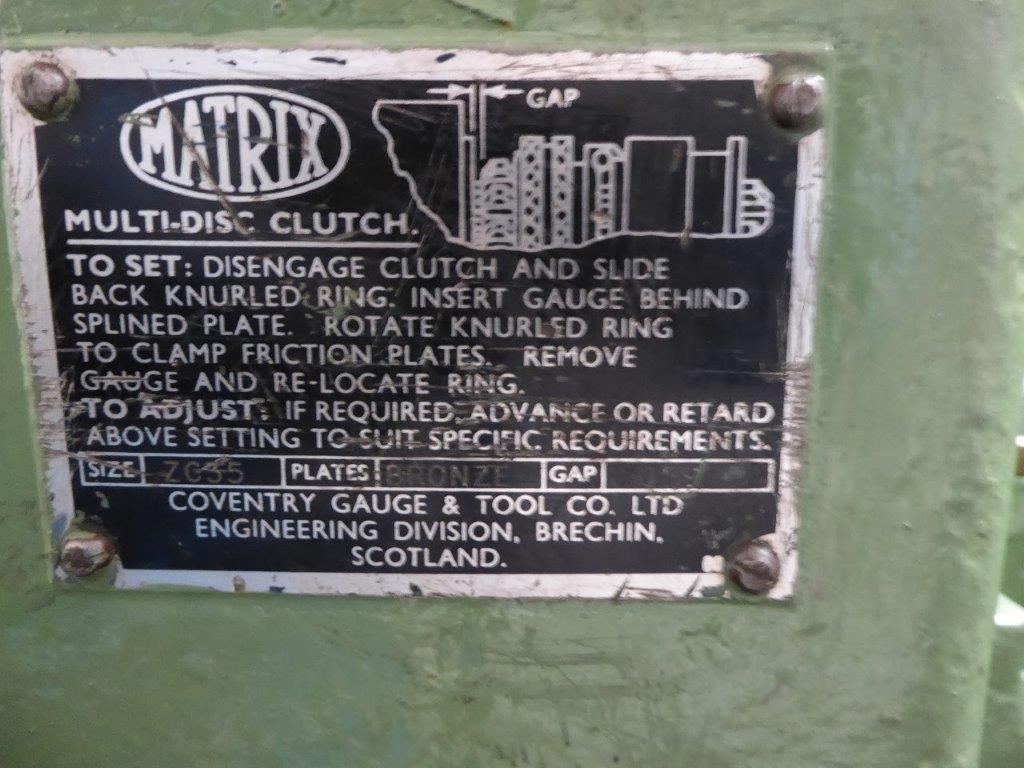 MATRIX
GAP
MULTI-DISC CLUTCH.
TO SET: DISENGAGE CLUTCH AND SLIDE
BACK KNURLED RING. INSERT GAUGE BEHIND
SPLINED PLATE. ROTATE KNURLED RING
TO CLAMP FRICTION PLATES. REMOVE
GAUGE AND RE-LOCATE RING.
TO ADJUST: IF REQUIRED, ADVANCE OR RETARD
ABOVE SETTING TO SUIT SPECIFIC REQUIREMENTS.
SIZE ZC35 PLATES BRONZE GAP
COVENTRY GAUGE & TOOL CO. LTD
ENGINEERING DIVISION, BRECHIN,
SCOTLAND.